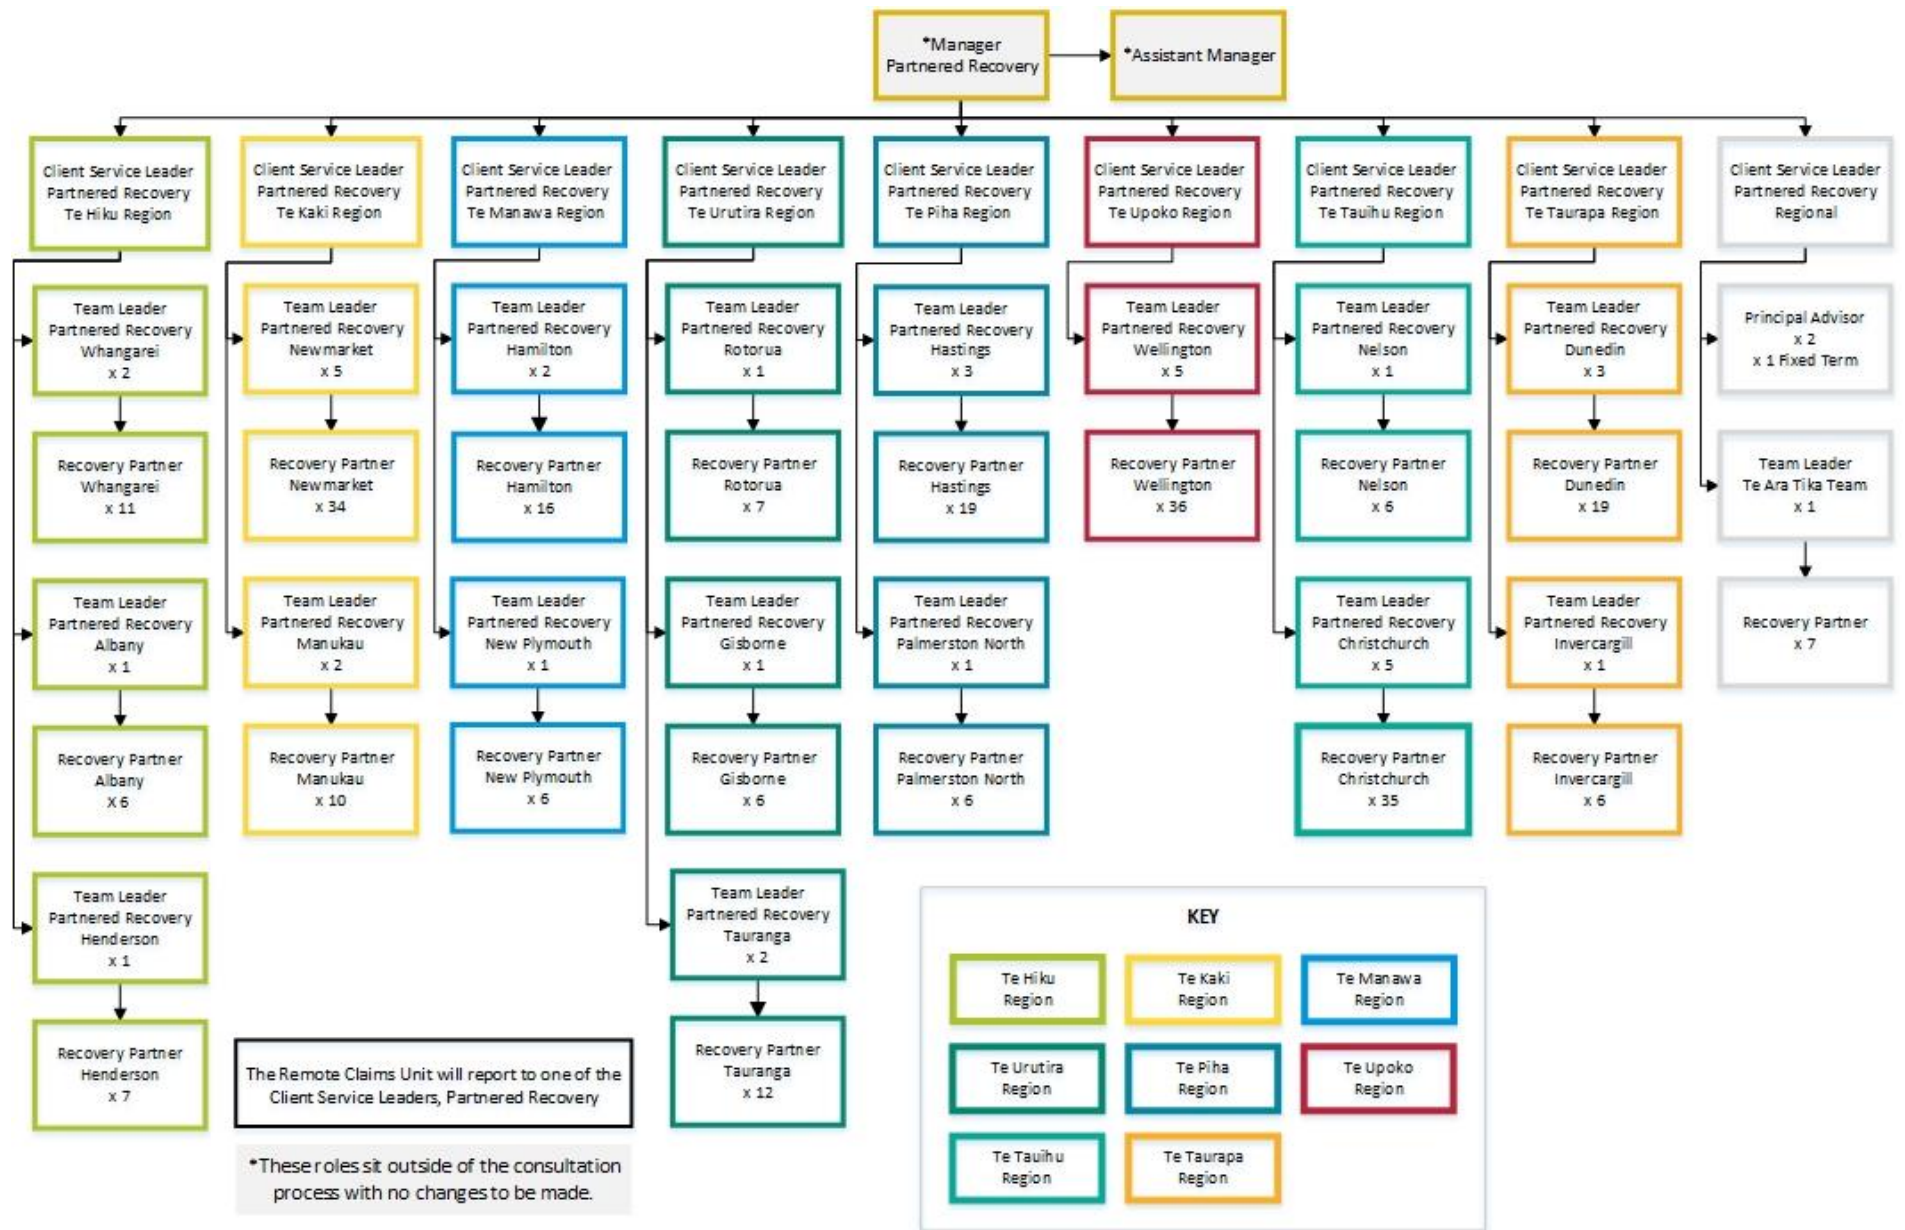 *Manager
Partnered Recovery
*Assistant Manager
Client Service Leader
Partnered Recovery
Te Hiku Region
Client Service Leader
Partnered Recovery
Te Kaki Region
Client Service Leader
Partnered Recovery
Te Manawa Region
Client Service Leader
Partnered Recovery
Te Urutira Region
Client Service Leader
Partnered Recovery
Te Piha Region
Client Service Leader
Partnered Recovery
Te Upoko Region
Client Service Leader
Partnered Recovery
Te Tauihu Region
Client Service Leader
Partnered Recovery
Te Taurapa Region
Client Service Leader
Partnered Recovery
Regional
Team Leader
Partnered Recovery
Whangarei
x 2
Team Leader
Partnered Recovery
Newmarket
x 5
Team Leader
Partnered Recovery
Hamilton
x 2
Team Leader
Partnered Recovery
Rotorua
x 1
Team Leader
Partnered Recovery
Hastings
x 3
Team Leader
Partnered Recovery
Wellington
x 5
Team Leader
Partnered Recovery
Nelson
x 1
Team Leader
Partnered Recovery
Dunedin
x 3
Principal Advisor
x 2
x 1 Fixed Term
Recovery Partner
Whangarei
x 11
Recovery Partner
Newmarket
x 34
Recovery Partner
Hamilton
x 16
Recovery Partner
Rotorua
x 7
Recovery Partner
Hastings
x 19
Recovery Partner
Wellington
x 36
Recovery Partner
Nelson
x 6
Recovery Partner
Dunedin
x 19
Team Leader
Te Ara Tika Team
x 1
Team Leader
Partnered Recovery
Albany
x 1
Team Leader
Partnered Recovery
Manukau
x 2
Team Leader
Partnered Recovery
New Plymouth
x 1
Team Leader
Partnered Recovery
Gisborne
x 1
Team Leader
Partnered Recovery
Palmerston North
x 1
Team Leader
Partnered Recovery
Christchurch
x 5
Team Leader
Partnered Recovery
Invercargill
x 1
Recovery Partner
x 7
Recovery Partner
Albany
X 6
Recovery Partner
Manukau
x 10
Recovery Partner
New Plymouth
x 6
Recovery Partner
Gisborne
x 6
Recovery Partner
Palmerston North
x 6
Recovery Partner
Christchurch
x 35
Recovery Partner
Invercargill
x 6
Team Leader
Partnered Recovery
Henderson
x 1
Team Leader
Partnered Recovery
Tauranga
x 2
Recovery Partner
Henderson
x 7
Recovery Partner
Tauranga
x 12
The Remote Claims Unit will report to one of the
Client Service Leaders, Partnered Recovery
*These roles sit outside of the consultation
process with no changes to be made.
KEY
Te Hiku
Region
Te Kaki
Region
Te Manawa
Region
Te Urutira
Region
Te Piha
Region
Te Upoko
Region
Te Tauihu
Region
Te Taurapa
Region